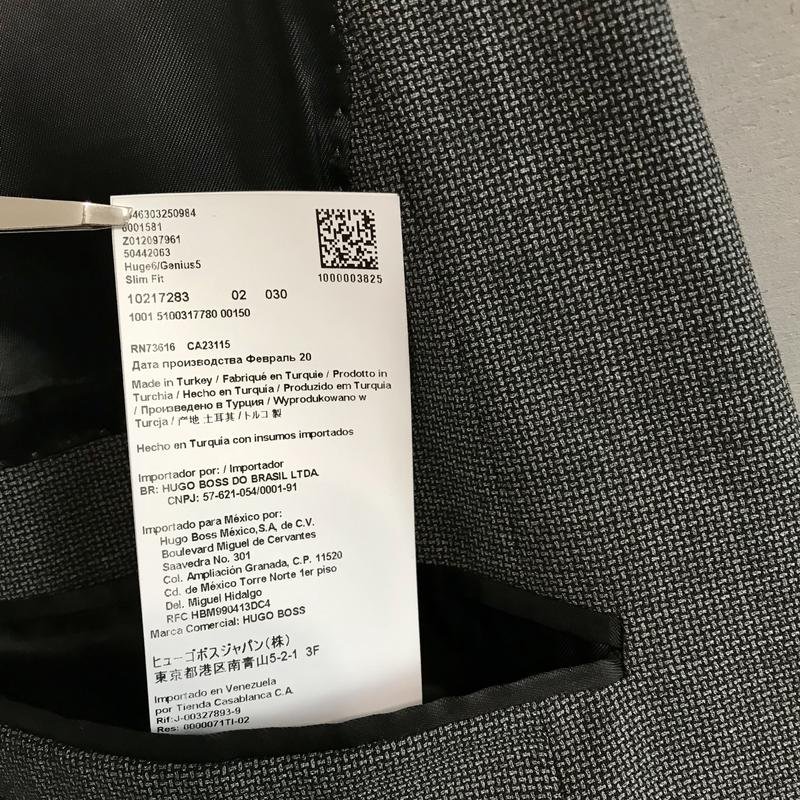 46303250984
6001581
Z012097961
50442063
Huge6/Genius5
Slim Fit
1000003825
10217283 02 030
1001 5100317780 00150
RN73616 CA23115
Дата производства Февраль 20
Made in Turkey / Fabriqué en Turquie / Prodotto in
Turchia / Hecho en Turquía / Produzido em Turquia
/ Произведено в Турции / Wyprodukowano w
Turcja / 产地 土耳其 / トルコ 製
Hecho en Turquía con insumos importados
Importador por: / Importador
BR: HUGO BOSS DO BRASIL LTDA.
CNPJ: 57-621-054/0001-91
Importado para México por:
Hugo Boss México,S.A, de C.V.
Boulevard Miguel de Cervantes
Saavedra No. 301
Col. Ampliación Granada, C.P. 11520
Cd. de México Torre Norte 1er piso
Del. Miguel Hidalgo
RFC HBM990413DC4
Marca Comercial: HUGO BOSS
ヒューゴボスジャパン(株)
東京都港区南青山5-2-1 3F
Importado en Venezuela
por Tienda Casablanca C.A.
Rif:J-00327893-9
Res: 0000071TI-02